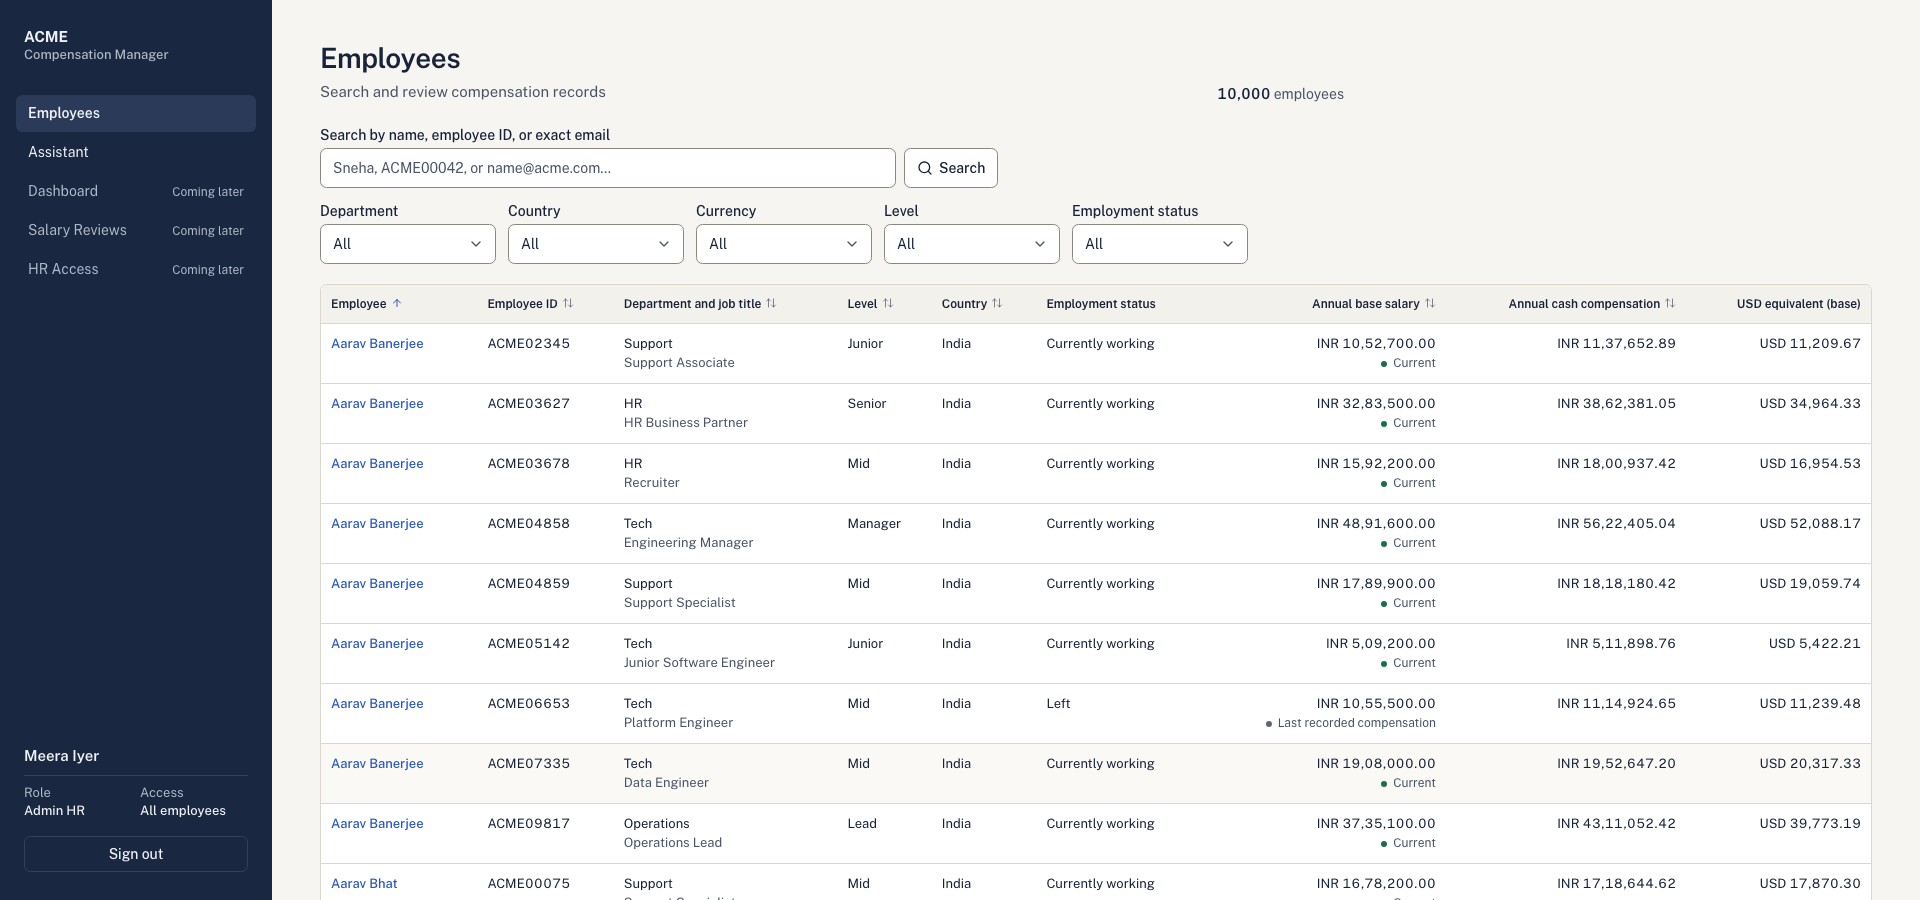 ACME
Compensation Manager
Employees
Assistant
Dashboard Coming later
Salary Reviews Coming later
HR Access Coming later
Meera Iyer
Role Access
Admin HR All employees
Sign out
Employees
Search and review compensation records
10,000 employees
Search by name, employee ID, or exact email
Sneha, ACME00042, or name@acme.com...
Search
Department Country Currency Level Employment status
All All All All All
Employee Employee ID Department and job title Level Country Employment status Annual base salary Annual cash compensation USD equivalent (base)
Aarav Banerjee ACME02345 Support Junior India Currently working INR 10,52,700.00 INR 11,37,652.89 USD 11,209.67
Support Associate Current
Aarav Banerjee ACME03627 HR Senior India Currently working INR 32,83,500.00 INR 38,62,381.05 USD 34,964.33
HR Business Partner Current
Aarav Banerjee ACME03678 HR Mid India Currently working INR 15,92,200.00 INR 18,00,937.42 USD 16,954.53
Recruiter Current
Aarav Banerjee ACME04858 Tech Manager India Currently working INR 48,91,600.00 INR 56,22,405.04 USD 52,088.17
Engineering Manager Current
Aarav Banerjee ACME04859 Support Mid India Currently working INR 17,89,900.00 INR 18,18,180.42 USD 19,059.74
Support Specialist Current
Aarav Banerjee ACME05142 Tech Junior India Currently working INR 5,09,200.00 INR 5,11,898.76 USD 5,422.21
Junior Software Engineer Current
Aarav Banerjee ACME06653 Tech Mid India Left INR 10,55,500.00 INR 11,14,924.65 USD 11,239.48
Platform Engineer Last recorded compensation
Aarav Banerjee ACME07335 Tech Mid India Currently working INR 19,08,000.00 INR 19,52,647.20 USD 20,317.33
Data Engineer Current
Aarav Banerjee ACME09817 Operations Lead India Currently working INR 37,35,100.00 INR 43,11,052.42 USD 39,773.19
Operations Lead Current
Aarav Bhat ACME00075 Support Mid India Currently working INR 16,78,200.00 INR 17,18,644.62 USD 17,870.30